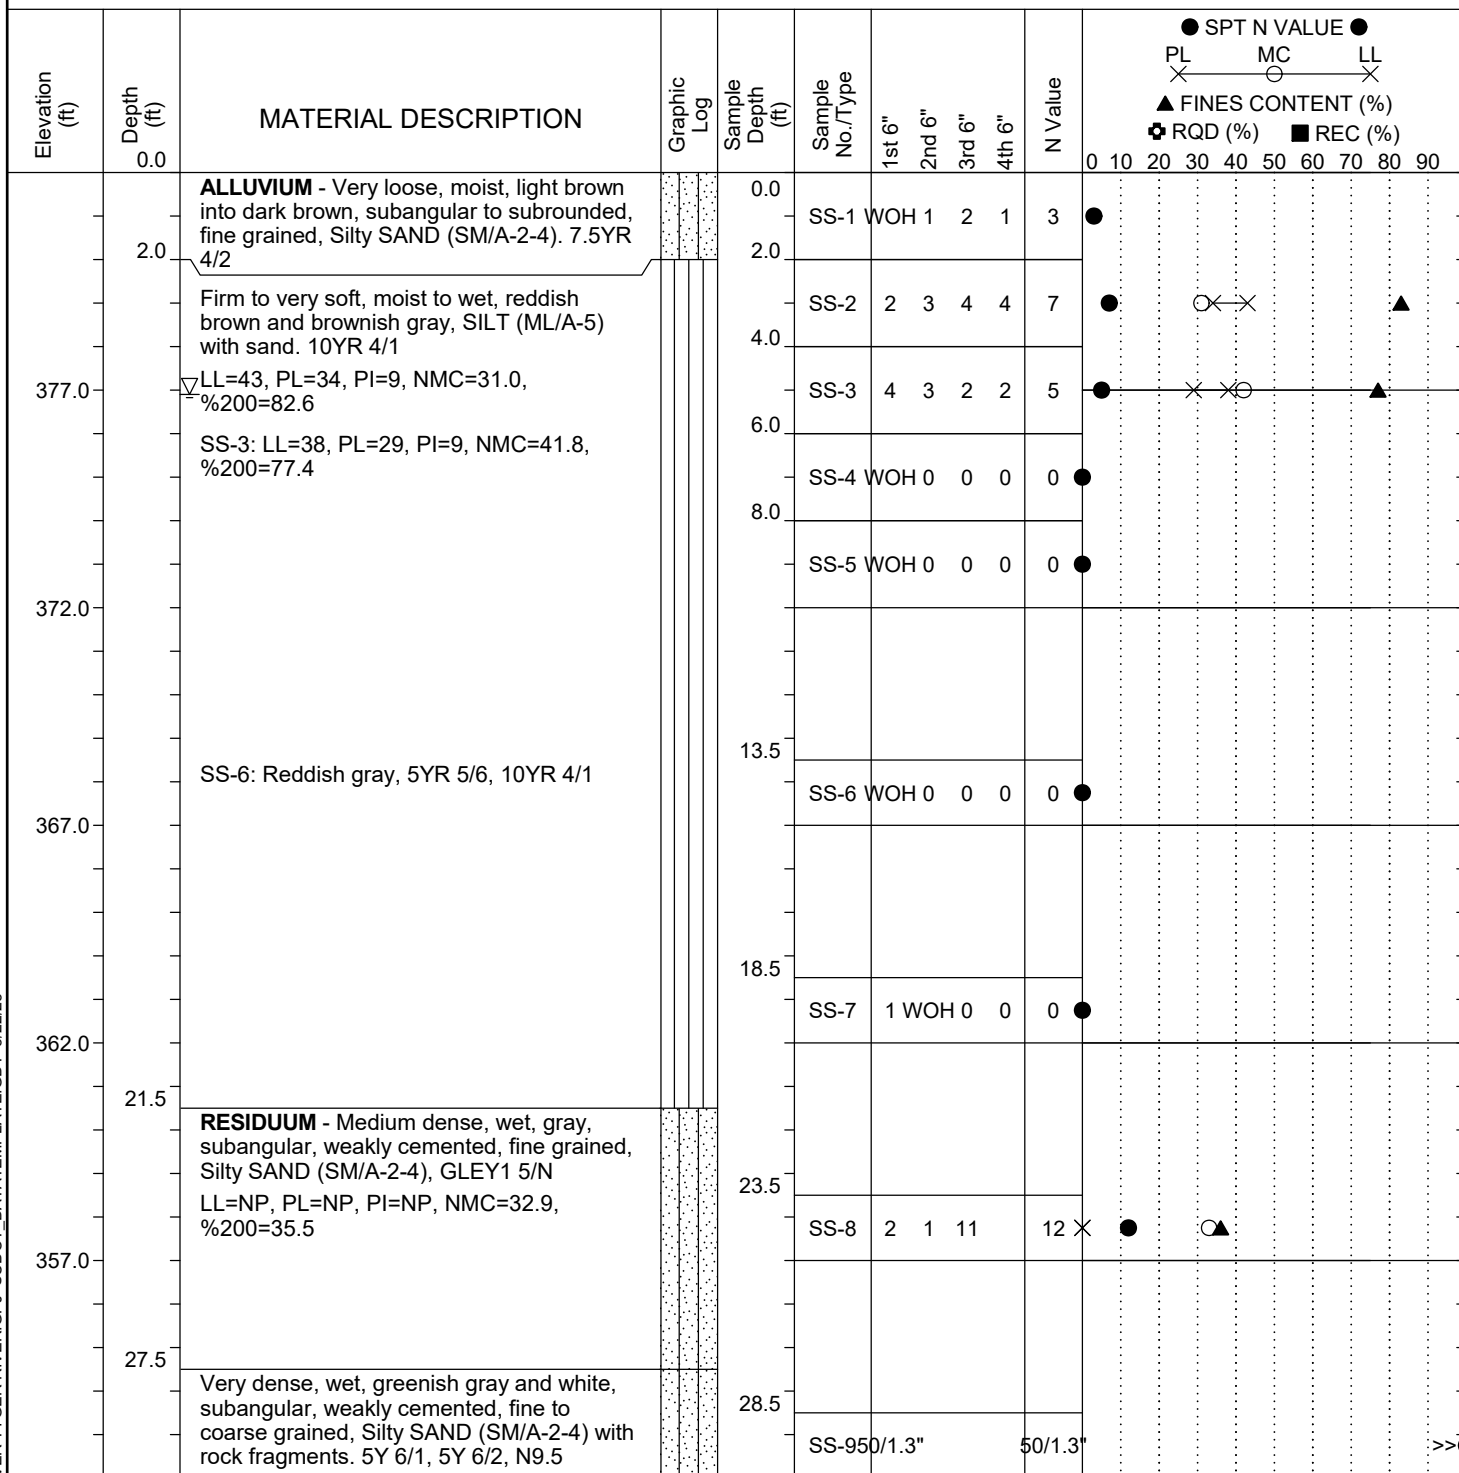 ● SPT N VALUE ●
PL MC LL
▲ FINES CONTENT (%)
RQD (%) ■ REC (%)
Elevation (ft)
Depth (ft)
0.0
MATERIAL DESCRIPTION
Graphic Log
Sample Depth (ft)
Sample No./Type
1st 6"
2nd 6"
3rd 6"
4th 6"
N Value
0 10 20 30 40 50 60 70 80 90
ALLUVIUM - Very loose, moist, light brown
into dark brown, subangular to subrounded,
fine grained, Silty SAND (SM/A-2-4). 7.5YR
4/2
0.0
SS-1 WOH 1 2 1 3
2.0
2.0
Firm to very soft, moist to wet, reddish
brown and brownish gray, SILT (ML/A-5)
with sand. 10YR 4/1
SS-2 2 3 4 4 7
4.0
377.0
LL=43, PL=34, PI=9, NMC=31.0,
%200=82.6
SS-3 4 3 2 2 5
6.0
SS-3: LL=38, PL=29, PI=9, NMC=41.8,
%200=77.4
SS-4 WOH 0 0 0 0
8.0
SS-5 WOH 0 0 0 0
372.0
13.5
SS-6: Reddish gray, 5YR 5/6, 10YR 4/1
SS-6 WOH 0 0 0 0
367.0
18.5
SS-7 1 WOH 0 0 0
362.0
21.5
RESIDUUM - Medium dense, wet, gray,
subangular, weakly cemented, fine grained,
Silty SAND (SM/A-2-4), GLEY1 5/N
23.5
LL=NP, PL=NP, PI=NP, NMC=32.9,
%200=35.5
SS-8 2 1 11 12
357.0
27.5
Very dense, wet, greenish gray and white,
subangular, weakly cemented, fine to
coarse grained, Silty SAND (SM/A-2-4) with
rock fragments. 5Y 6/1, 5Y 6/2, N9.5
28.5
SS-9 50/1.3" 50/1.3" >>